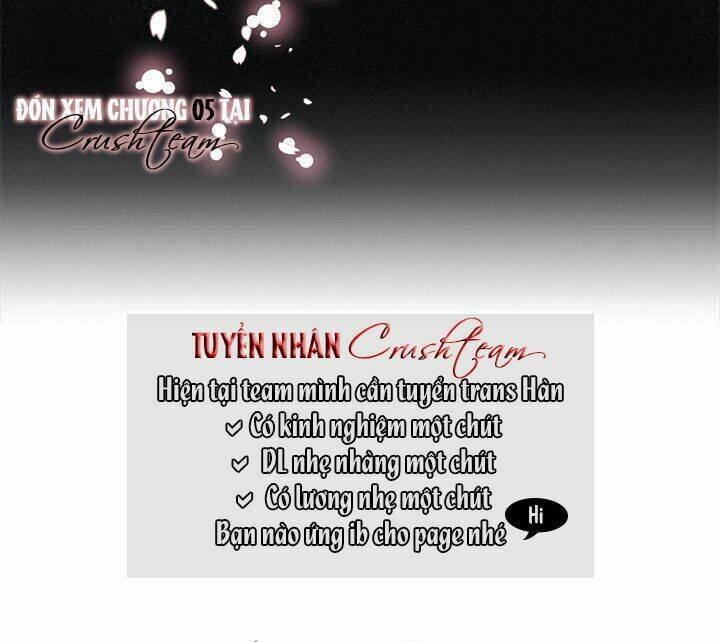 ĐÓN XEM CHƯƠNG 05 TẠI
Crushteam
TUYỂN NHÂN Crushteam
Hiện tại team mình cần tuyển trans Hàn
Có kinh nghiệm một chút
DL nhẹ nhàng một chút
Có lương nhẹ một chút
Bạn nào ứng ib cho page nhé
Hi